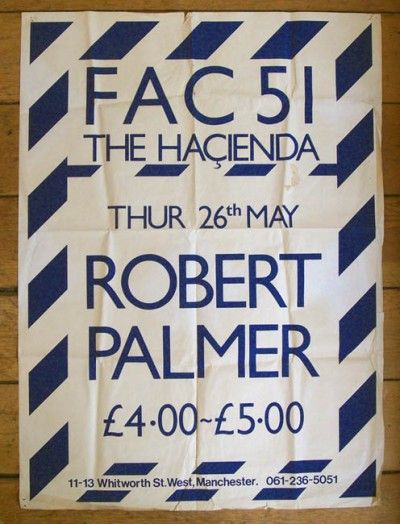 FAC 51
THE HAÇIENDA
THUR 26th MAY
ROBERT
PALMER
£4·00~£5·00
11-13 Whitworth St. West, Manchester. 061-236-5051